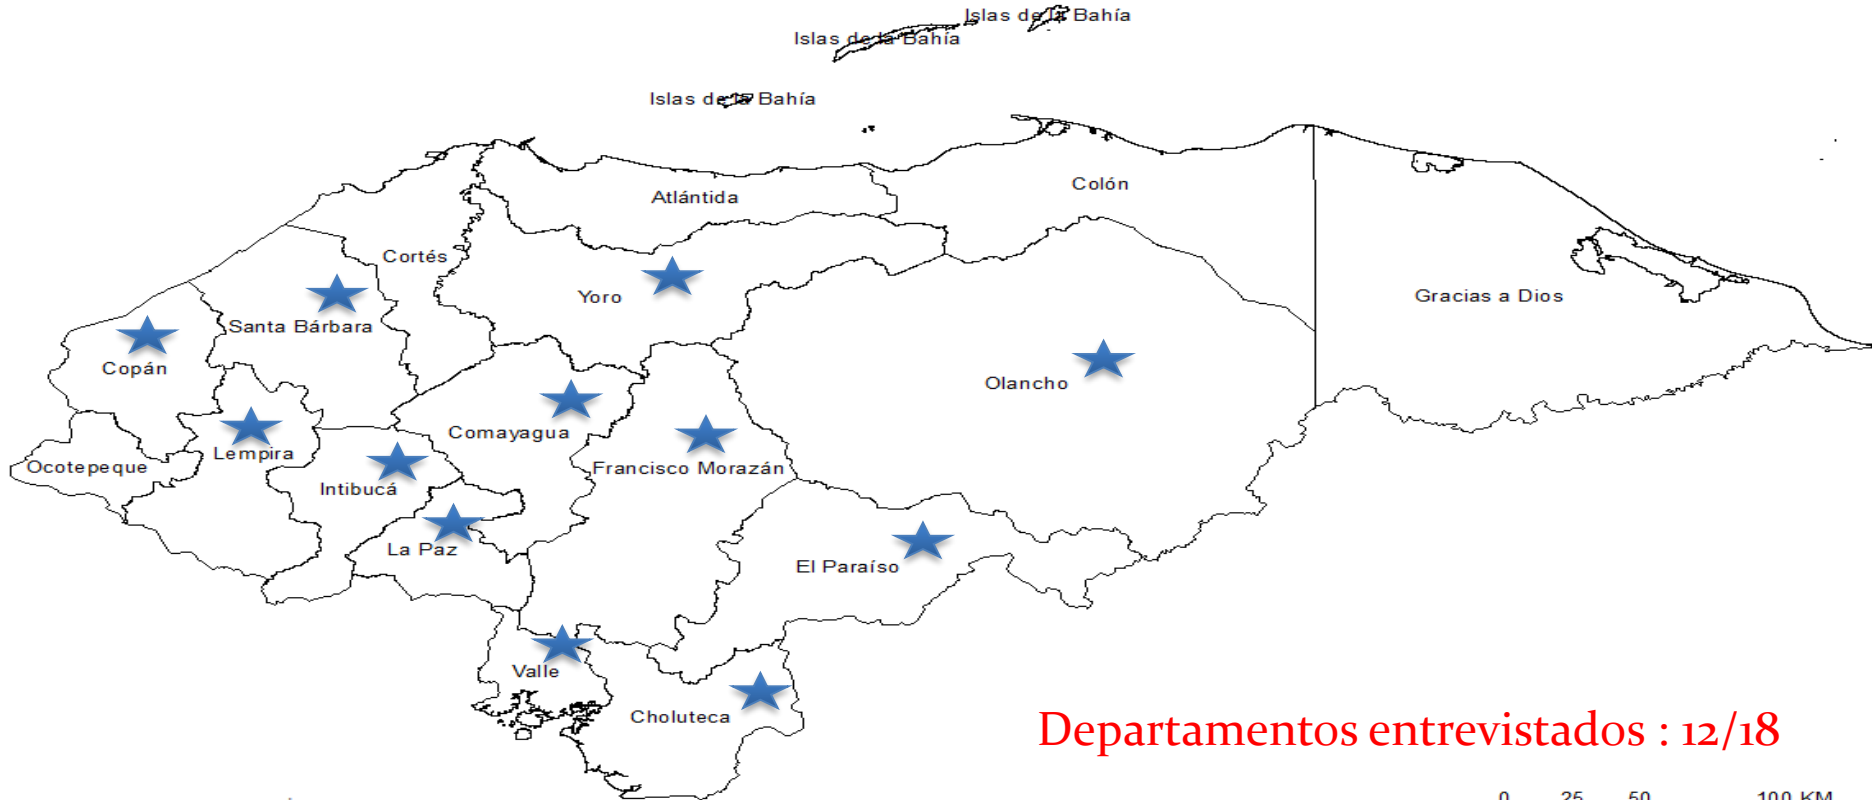 Islas de la Bahía
Islas de la Bahía
Islas de la Bahía
Atlántida
Colón
Cortés
Yoro
Gracias a Dios
Santa Bárbara
Copán
Olancho
Comayagua
Lempira
Ocotepeque
Francisco Morazán
Intibucá
La Paz
El Paraíso
Valle
Choluteca
Departamentos entrevistados : 12/18
0 25 50 100 KM